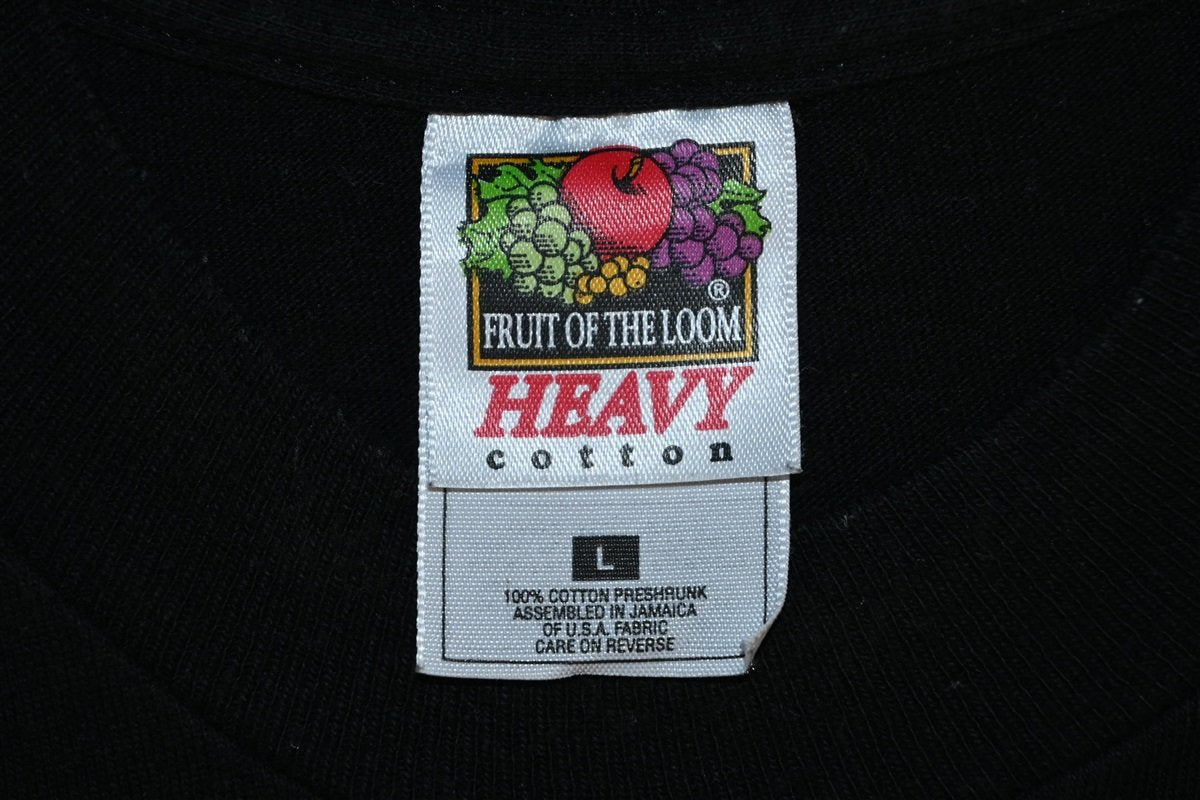 ®
FRUIT OF THE LOOM
HEAVY
cotton
L
100% COTTON PRESHRUNK
ASSEMBLED IN JAMAICA
OF U.S.A. FABRIC
CARE ON REVERSE